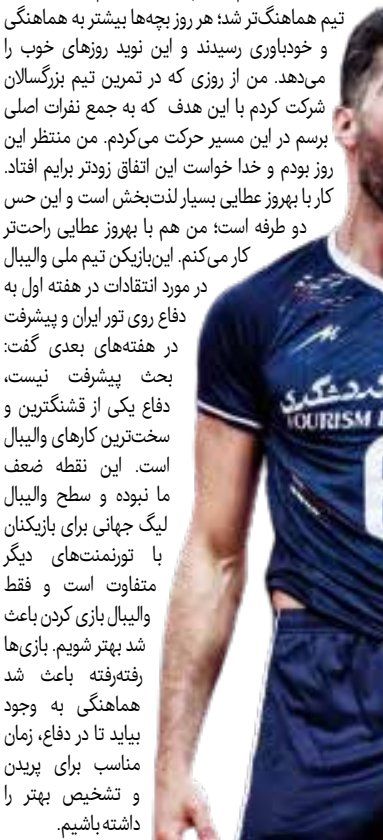 تیم هماهنگ‌تر شد؛ هر روز بچه‌ها بیشتر به هماهنگی
و خودباوری رسیدند و این نوید روزهای خوب را
می‌دهد. من از روزی که در تمرین تیم بزرگسالان
شرکت کردم با این هدف که به جمع نفرات اصلی
برسم در این مسیر حرکت می‌کردم. من منتظر این
روز بودم و خدا خواست این اتفاق زودتر برایم افتاد.
کار با بهروز عطایی بسیار لذت‌بخش است و این حس
دو طرفه است؛ من هم با بهروز عطایی راحت‌تر
کار می‌کنم. این‌بازیکن تیم ملی والیبال
در مورد انتقادات در هفته اول به
دفاع روی تور ایران و پیشرفت
در هفته‌های بعدی گفت:
بحث پیشرفت نیست،
دفاع یکی از قشنگترین و
سخت‌ترین کارهای والیبال
است. این نقطه ضعف
ما نبوده و سطح والیبال
لیگ جهانی برای بازیکنان
با تورنمنت‌های دیگر
متفاوت است و فقط
والیبال بازی کردن باعث
شد بهتر شویم. بازی‌ها
رفته‌رفته باعث شد
هماهنگی به وجود
بیاید تا در دفاع، زمان
مناسب برای پریدن
و تشخیص بهتر را
داشته باشیم.
گردشگری
TOURISM